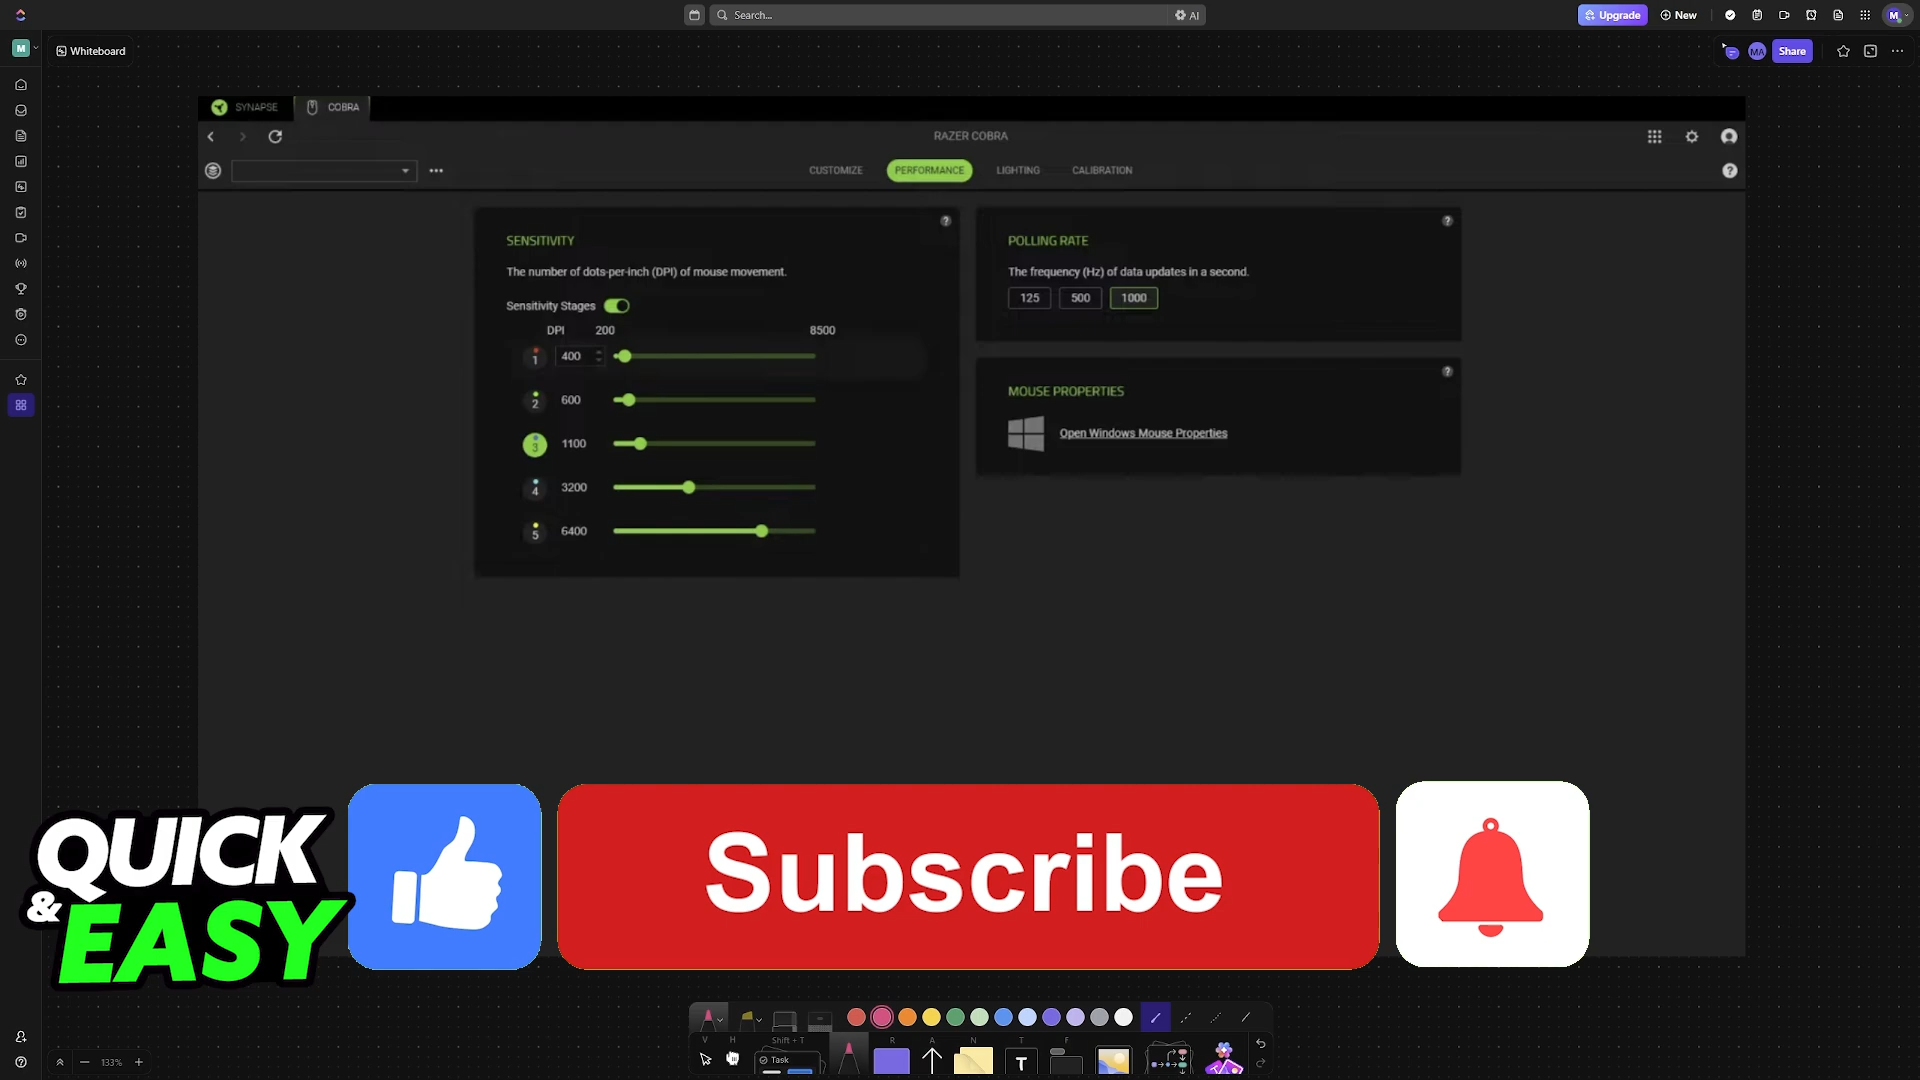 Search...
AI
Upgrade
New
M
M
Whiteboard
MA
Share
SYNAPSE
COBRA
RAZER COBRA
CUSTOMIZE
PERFORMANCE
LIGHTING
CALIBRATION
SENSITIVITY
The number of dots-per-inch (DPI) of mouse movement.
Sensitivity Stages
DPI 200 8500
1 400
2 600
3 1100
4 3200
5 6400
POLLING RATE
The frequency (Hz) of data updates in a second.
125 500 1000
MOUSE PROPERTIES
Open Windows Mouse Properties
QUICK
& EASY
Subscribe
V H Shift + T R A N T F
Task
T
133%